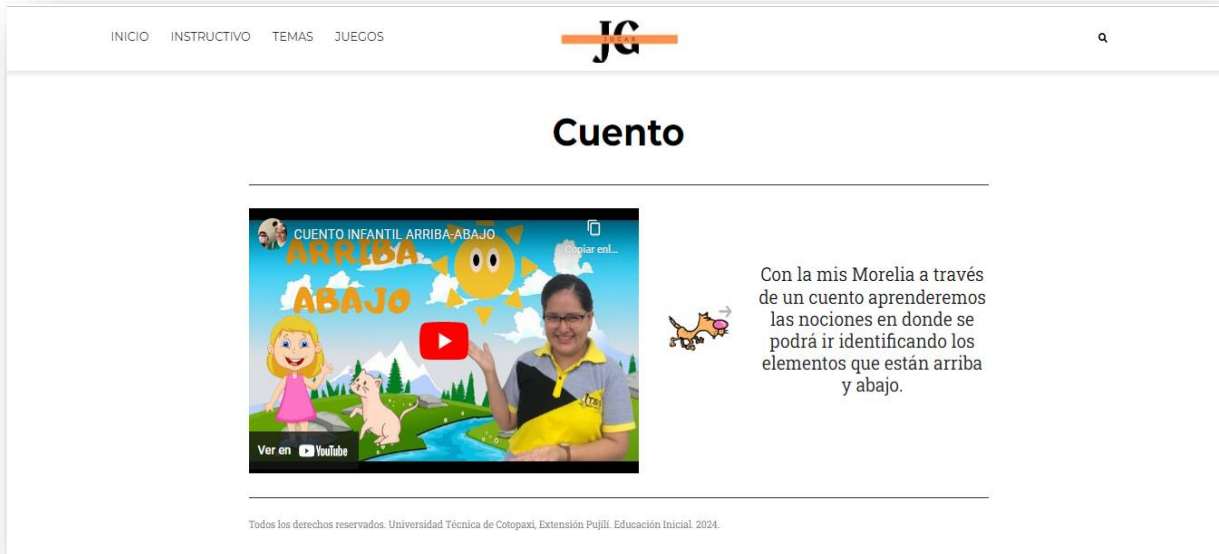 INICIO INSTRUCTIVO TEMAS JUEGOS
JG
JUCAS
Cuento
CUENTO INFANTIL ARRIBA-ABAJO
Copiar enl...
ARRIBA
ABAJO
Ver en YouTube
Con la mis Morelia a través
de un cuento aprenderemos
las nociones en donde se
podrá ir identificando los
elementos que están arriba
y abajo.
Todos los derechos reservados. Universidad Técnica de Cotopaxi, Extensión Pujilí. Educación Inicial. 2024.